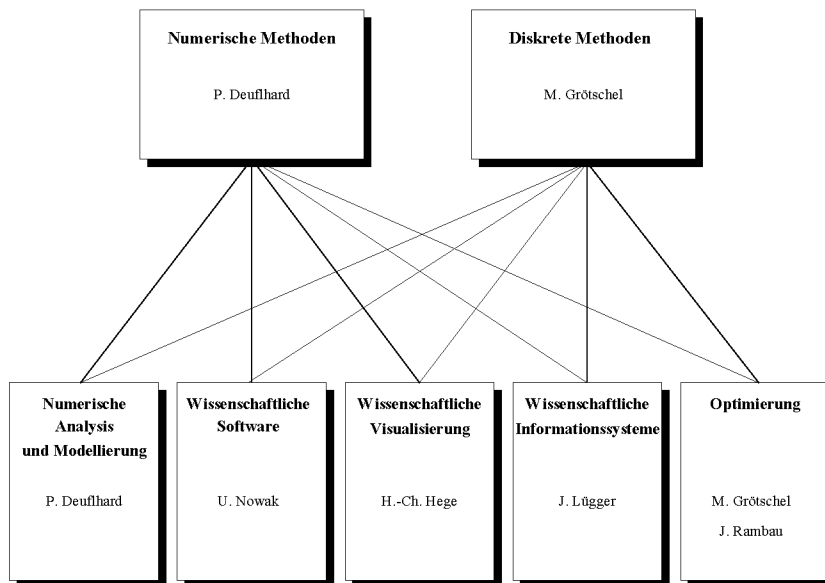 Numerische Methoden
P. Deuflhard
Diskrete Methoden
M. Grötschel
Numerische
Analysis
und Modellierung
P. Deuflhard
Wissenschaftliche
Software
U. Nowak
Wissenschaftliche
Visualisierung
H.-Ch. Hege
Wissenschaftliche
Informationssysteme
J. Lügger
Optimierung
M. Grötschel
J. Rambau